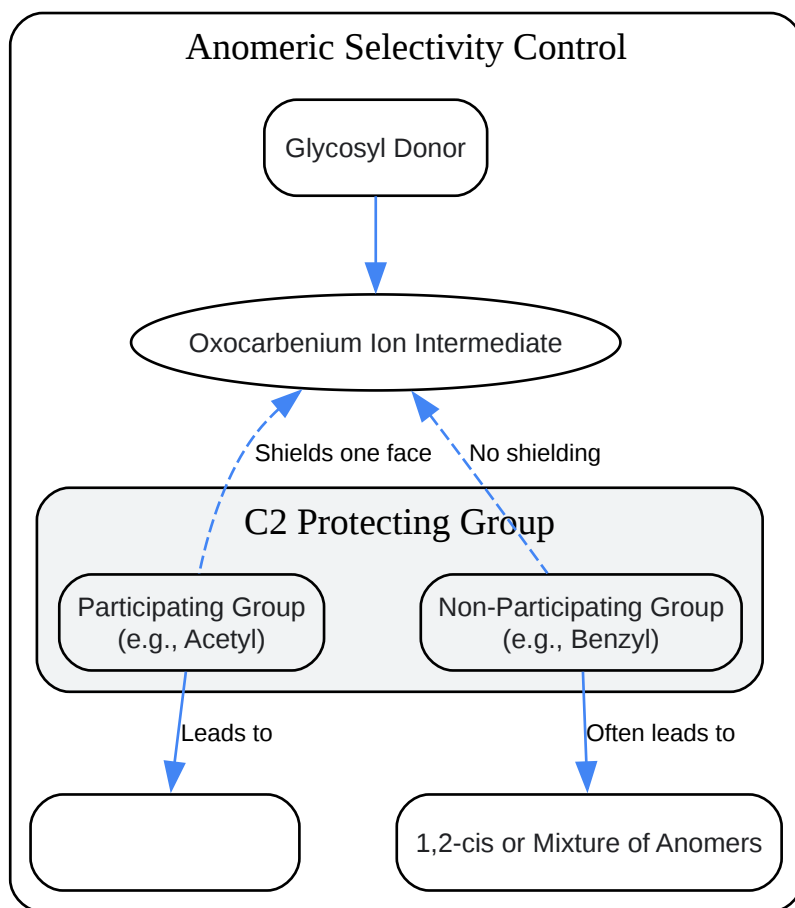 Anomeric Selectivity Control
Glycosyl Donor
Oxocarbenium Ion Intermediate
Shields one face
No shielding
C2 Protecting Group
Participating Group
(e.g., Acetyl)
Non-Participating Group
(e.g., Benzyl)
Leads to
Often leads to
1,2-cis or Mixture of Anomers